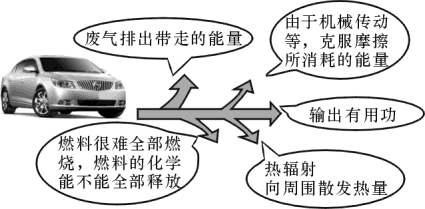 废气排出带走的能量
由于机械传动
等，克服摩擦
所消耗的能量
输出有用功
燃料很难全部燃
烧，燃料的化学
能不能全部释放
热辐射
向周围散发热量